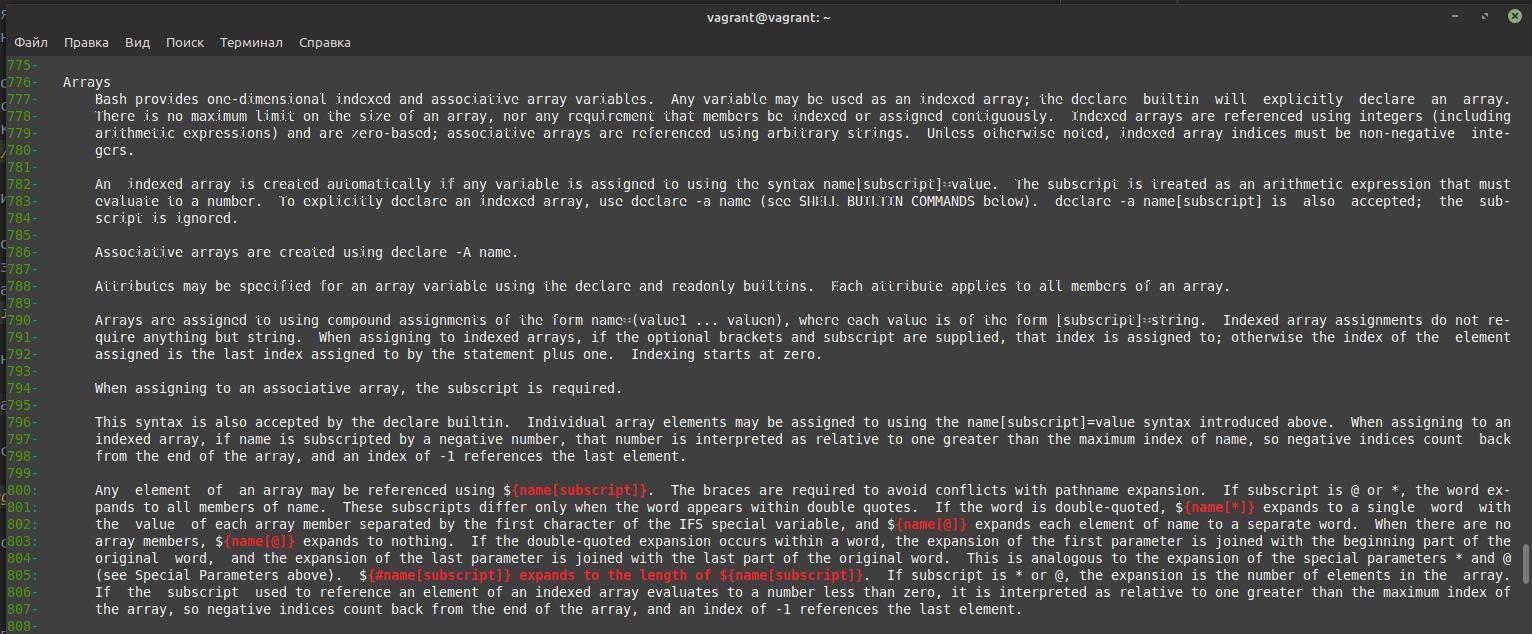 vagrant@vagrant: ~
Файл Правка Вид Поиск Терминал Справка
775-
776-   Arrays
777-       Bash provides one-dimensional indexed and associative array variables.  Any variable may be used as an indexed array; the declare  builtin  will  explicitly  declare  an  array.
778-       There is no maximum limit on the size of an array, nor any requirement that members be indexed or assigned contiguously.  Indexed arrays are referenced using integers (including
779-       arithmetic expressions) and are zero-based; associative arrays are referenced using arbitrary strings.  Unless otherwise noted, indexed array indices must be non-negative  inte-
780-       gers.
781-
782-       An  indexed array is created automatically if any variable is assigned to using the syntax name[subscript]=value.  The subscript is treated as an arithmetic expression that must
783-       evaluate to a number.  To explicitly declare an indexed array, use declare -a name (see SHELL BUILTIN COMMANDS below).  declare -a name[subscript] is  also  accepted;  the  sub-
784-       script is ignored.
785-
786-       Associative arrays are created using declare -A name.
787-
788-       Attributes may be specified for an array variable using the declare and readonly builtins.  Each attribute applies to all members of an array.
789-
790-       Arrays are assigned to using compound assignments of the form name=(value1 ... valuen), where each value is of the form [subscript]=string.  Indexed array assignments do not re-
791-       quire anything but string.  When assigning to indexed arrays, if the optional brackets and subscript are supplied, that index is assigned to; otherwise the index of the  element
792-       assigned is the last index assigned to by the statement plus one.  Indexing starts at zero.
793-
794-       When assigning to an associative array, the subscript is required.
795-
796-       This syntax is also accepted by the declare builtin.  Individual array elements may be assigned to using the name[subscript]=value syntax introduced above.  When assigning to an
797-       indexed array, if name is subscripted by a negative number, that number is interpreted as relative to one greater than the maximum index of name, so negative indices count  back
798-       from the end of the array, and an index of -1 references the last element.
799-
800:       Any  element  of  an array may be referenced using ${name[subscript]}.  The braces are required to avoid conflicts with pathname expansion.  If subscript is @ or *, the word ex-
801:       pands to all members of name.  These subscripts differ only when the word appears within double quotes.  If the word is double-quoted, ${name[*]} expands to a single  word  with
802:       the  value  of each array member separated by the first character of the IFS special variable, and ${name[@]} expands each element of name to a separate word.  When there are no
803:       array members, ${name[@]} expands to nothing.  If the double-quoted expansion occurs within a word, the expansion of the first parameter is joined with the beginning part of the
804-       original  word,  and the expansion of the last parameter is joined with the last part of the original word.  This is analogous to the expansion of the special parameters * and @
805:       (see Special Parameters above).  ${#name[subscript]} expands to the length of ${name[subscript]}.  If subscript is * or @, the expansion is the number of elements in the  array.
806-       If  the  subscript  used to reference an element of an indexed array evaluates to a number less than zero, it is interpreted as relative to one greater than the maximum index of
807-       the array, so negative indices count back from the end of the array, and an index of -1 references the last element.
808-